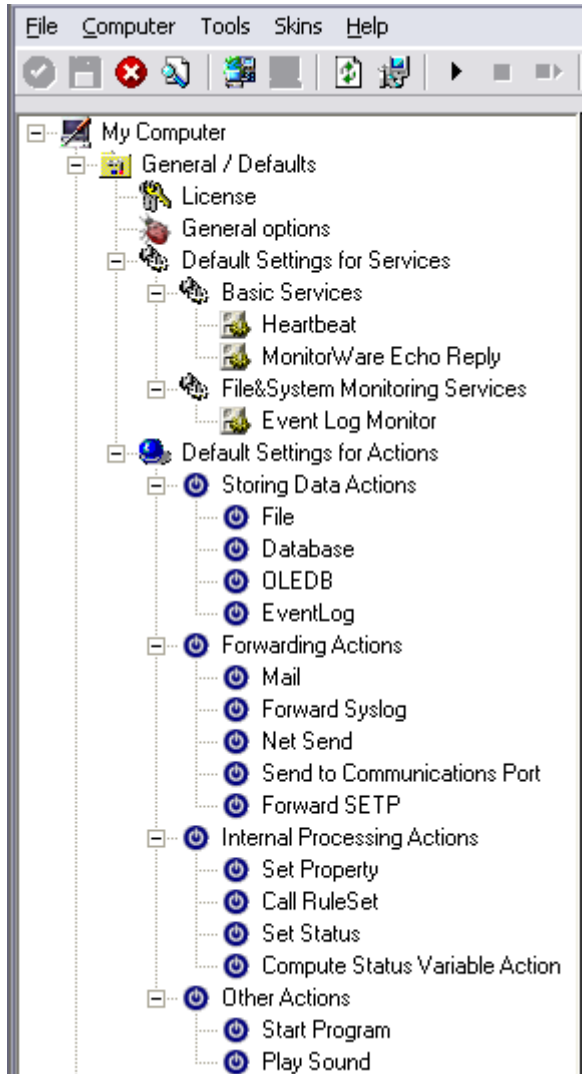 File Computer Tools Skins Help
My Computer
General / Defaults
License
General options
Default Settings for Services
Basic Services
Heartbeat
MonitorWare Echo Reply
File&System Monitoring Services
Event Log Monitor
Default Settings for Actions
Storing Data Actions
File
Database
OLEDB
EventLog
Forwarding Actions
Mail
Forward Syslog
Net Send
Send to Communications Port
Forward SETP
Internal Processing Actions
Set Property
Call RuleSet
Set Status
Compute Status Variable Action
Other Actions
Start Program
Play Sound